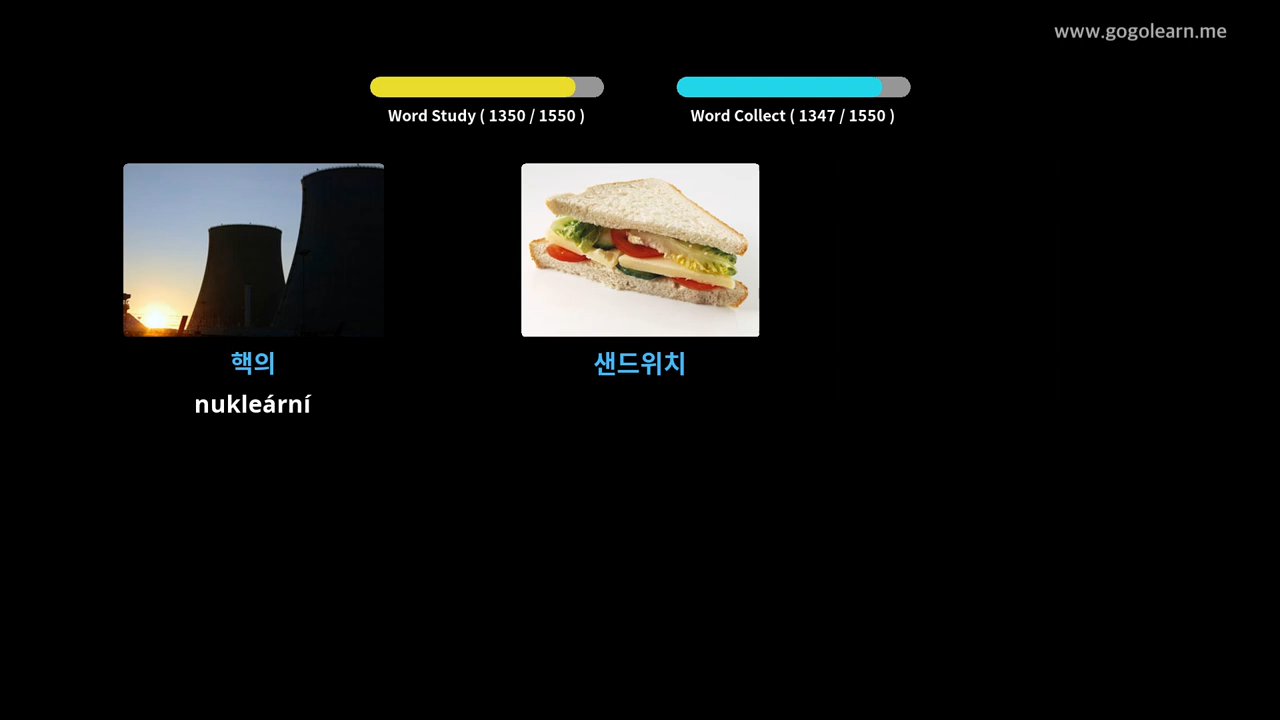 www.gogolearn.me
Word Study ( 1350 / 1550 )
Word Collect ( 1347 / 1550 )
핵의
nukleární
샌드위치